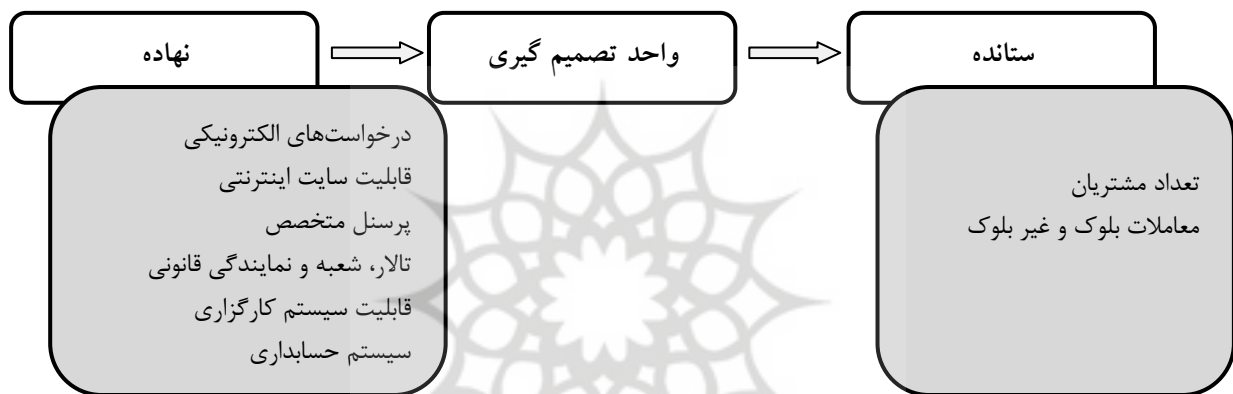 نهاده
واحد تصمیم گیری
ستانده
درخواست‌های الکترونیکی
قابلیت سایت اینترنتی
پرسنل متخصص
تالار، شعبه و نمایندگی قانونی
قابلیت سیستم کارگزاری
سیستم حسابداری
تعداد مشتریان
معاملات بلوک و غیر بلوک